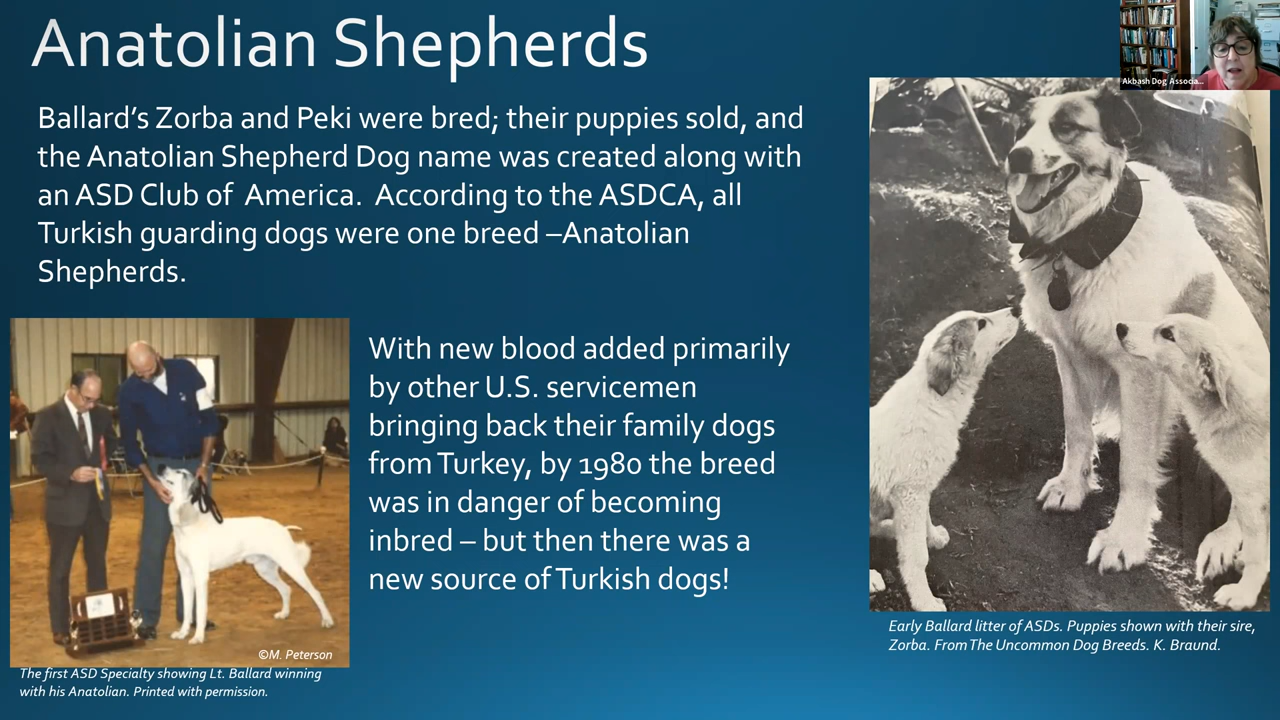 Anatolian Shepherds
Akbash Dog Associa...
Ballard's Zorba and Peki were bred; their puppies sold, and
the Anatolian Shepherd Dog name was created along with
an ASD Club of America. According to the ASDCA, all
Turkish guarding dogs were one breed –Anatolian
Shepherds.
With new blood added primarily
by other U.S. servicemen
bringing back their family dogs
from Turkey, by 1980 the breed
was in danger of becoming
inbred – but then there was a
new source of Turkish dogs!
©M. Peterson
The first ASD Specialty showing Lt. Ballard winning
with his Anatolian. Printed with permission.
Early Ballard litter of ASDs. Puppies shown with their sire,
Zorba. From The Uncommon Dog Breeds. K. Braund.